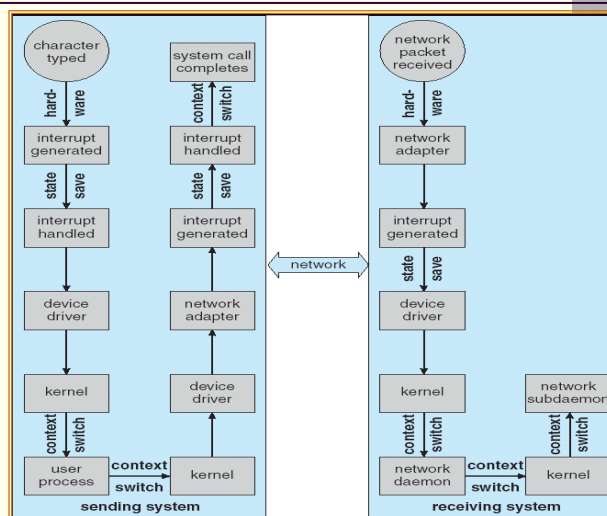 character
typed
hard-
ware
interrupt
generated
state
save
interrupt
handled
device
driver
kernel
context
switch
user
process
context
switch
kernel
device
driver
network
adapter
interrupt
generated
state
save
interrupt
handled
context
switch
system call
completes
sending system
network
network
packet
received
hard-
ware
network
adapter
interrupt
generated
state
save
device
driver
kernel
context
switch
network
daemon
context
switch
kernel
context
switch
network
subdaemon
receiving system